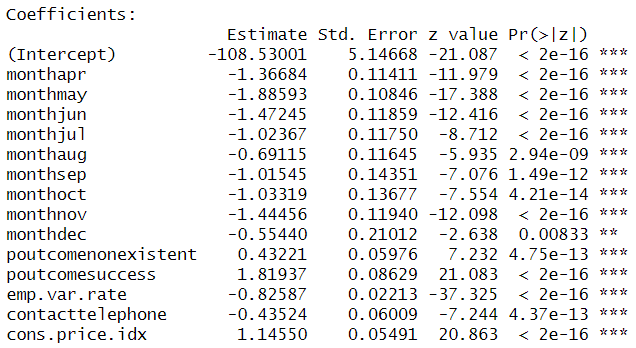 Coefficients:
                     Estimate Std. Error z value Pr(>|z|)
(Intercept)        -108.53001    5.14668 -21.087  < 2e-16 ***
monthapr             -1.36684    0.11411 -11.979  < 2e-16 ***
monthmay             -1.88593    0.10846 -17.388  < 2e-16 ***
monthjun             -1.47245    0.11859 -12.416  < 2e-16 ***
monthjul             -1.02367    0.11750  -8.712  < 2e-16 ***
monthaug             -0.69115    0.11645  -5.935 2.94e-09 ***
monthsep             -1.01545    0.14351  -7.076 1.49e-12 ***
monthoct             -1.03319    0.13677  -7.554 4.21e-14 ***
monthnov             -1.44456    0.11940 -12.098  < 2e-16 ***
monthdec             -0.55440    0.21012  -2.638  0.00833 **
poutcomenonexistent   0.43221    0.05976   7.232 4.75e-13 ***
poutcomesuccess       1.81937    0.08629  21.083  < 2e-16 ***
emp.var.rate         -0.82587    0.02213 -37.325  < 2e-16 ***
contacttelephone     -0.43524    0.06009  -7.244 4.37e-13 ***
cons.price.idx        1.14550    0.05491  20.863  < 2e-16 ***